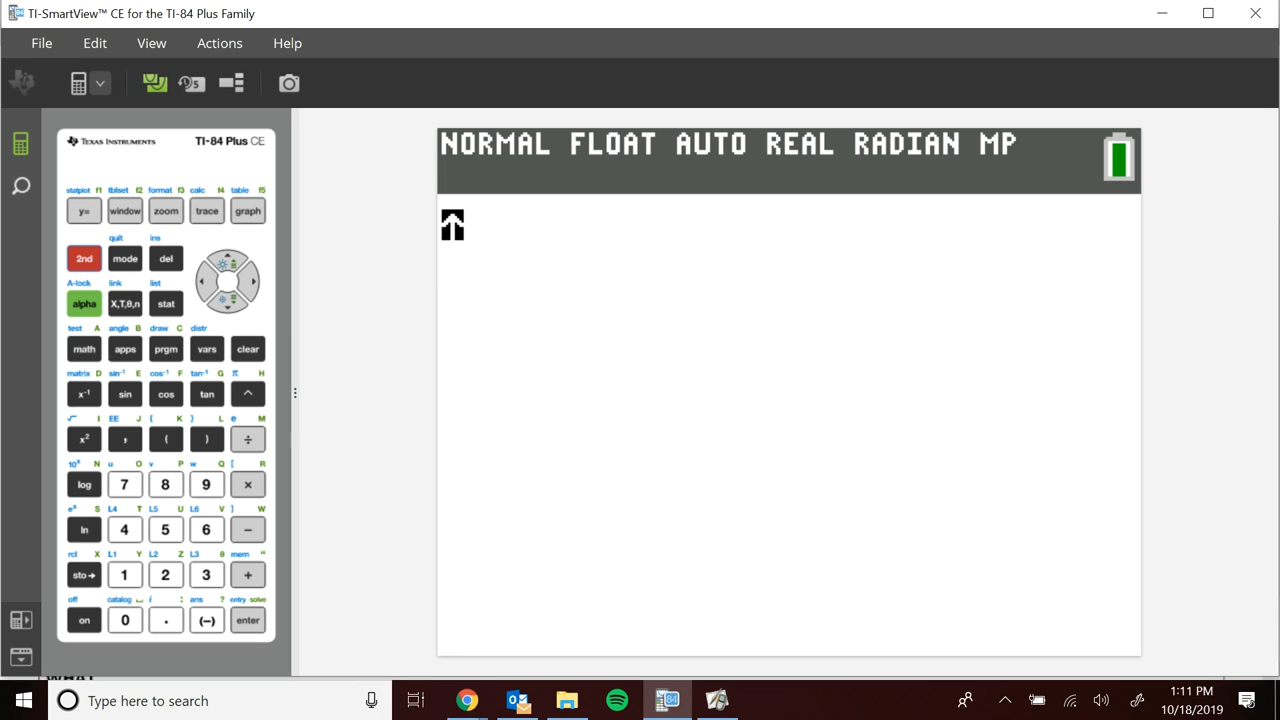 TI-SmartView™ CE for the TI-84 Plus Family
File Edit View Actions Help
NORMAL FLOAT AUTO REAL RADIAN MP
TEXAS INSTRUMENTS TI-84 Plus CE
statplot f1 tblset f2 format f3 calc f4 table f5
y= window zoom trace graph
quit ins
2nd mode del
A-lock link list
alpha X,T,θ,n stat
test A angle B draw C distr
math apps prgm vars clear
matrix D sin⁻¹ E cos⁻¹ F tan⁻¹ G π H
x⁻¹ sin cos tan ^
√ I EE J { K } L e M
x² , ( ) ÷
10ˣ N u O v P w Q [ R
log 7 8 9 ×
eˣ S L4 T L5 U L6 V ] W
ln 4 5 6 −
rcl X L1 Y L2 Z L3 θ mem "
sto→ 1 2 3 +
off catalog ⎵ i : ans ? entry solve
on 0 . (−) enter
Type here to search
1:11 PM
10/18/2019